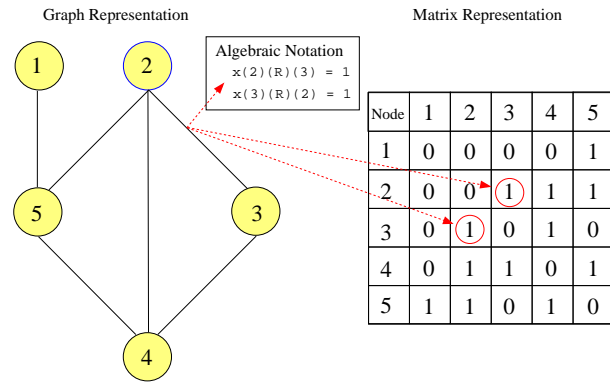 Graph Representation
Matrix Representation
Algebraic Notation
x(2)(R)(3) = 1
x(3)(R)(2) = 1
1
2
5
3
4
Node 1 2 3 4 5
1 0 0 0 0 1
2 0 0 1 1 1
3 0 1 0 1 0
4 0 1 1 0 1
5 1 1 0 1 0